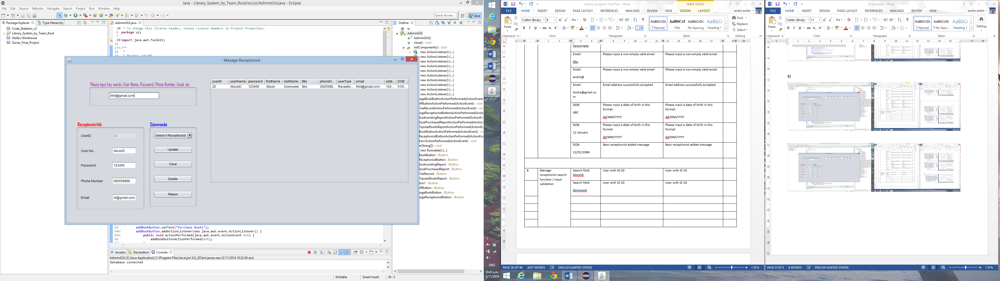 Java - Library_System_by_Team_Root/src/ui/AdiminGUI.java - Eclipse
File Edit Source Refactor Navigate Search Project Run Window Help
Quick Access Java
Package Explorer Type Hierarchy
Code_Skeleton_v2
Library_System_by_Team_Root
Wallys Warehouse
Zavier_Final_Project
AdiminGUI.java
2 * To change this license header, choose License Headers in Project Properties.
6 package ui;
7
8 import java.awt.Toolkit;
16
17 /**
18 *
19 * @author leiz03
Outline
ui
AdiminGUI
AdiminGUI()
close() : void
initComponents() : void
new ActionListener() {...}
new ActionListener() {...}
new ActionListener() {...}
new ActionListener() {...}
new ActionListener() {...}
new ActionListener() {...}
new ActionListener() {...}
new ActionListener() {...}
new ActionListener() {...}
new ActionListener() {...}
nageBookButtonActionPerformed(ActionEvent
offButtonActionPerformed(ActionEvent) : void
FineRecordActionPerformed(ActionEvent) : vo
nageReceptionistButtonActionPerformed(Actio
BookLendingReportActionPerformed(ActionEv
BookPurchasedReportActionPerformed(Action
PopularBooksReportActionPerformed(ActionE
BookButtonActionPerformed(ActionEvent) : vo
ReceptionistButtonActionPerformed(ActionEve
ton1ActionPerformed(ActionEvent) : void
n(String[]) : void
new Runnable() {...}
BookButton : JButton
ReceptionistButton : JButton
BookLendingReport : JButton
BookPurchasedReport : JButton
FineRecord : JButton
PopularBooksReport : JButton
ton1 : JButton
offButton : JButton
nageBookButton : JButton
nageReceptionistButton : JButton
Manage Receptionist
Please input key words: User Name, Password, Phone Number, Email, etc
llkkl@gmail.com
userID userName password firstName lastName title phoneN... userType email addr... DOB
20 AlisonD 123456 Alison Donnowel Mrs 0925588... Receptio... llkkl@gmail.com 124 ... 01/0...
Receptionist Info
UserID 20
User Na... AlisonD
Password 123456
Phone Number 092558888
Email :kl@gmail.com
Commands
Select A Receptionist
Update
Clear
Delete
Return
63 addBookButton.setText("Purchase Books");
64 addBookButton.addActionListener(new java.awt.event.ActionListener() {
65 public void actionPerformed(java.awt.event.ActionEvent evt) {
66 addBookButtonActionPerformed(evt);
Javadoc Declaration Console
AdiminGUI (2) [Java Application] C:\Program Files\Java\jre1.8.0_20\bin\javaw.exe (3/11/2014 10:22:56 am)
Database connected
Writable Smart Insert 30 : 5
ENG
10:43 a.m.
3/11/2014
Library program Test Plan - Word
TABLE TOOLS
FILE HOME INSERT DESIGN PAGE LAYOUT REFERENCES MAILINGS REVIEW VIEW DESIGN LAYOUT andre andre
Calibri (Body) 9
Paste
Clipboard Font Paragraph Styles Editing
AaBbCcDc AaBbCcI AaBbCcDc AaBbCc
¶ Normal Title No Spacing Heading 1
Find
Replace
Select
095647899
Email: Please input a non-empty valid email Please input a non-empty valid email
Abc
Email: Please input a non-empty valid email Please input a non-empty valid email
andre@
Email: Email address successfully accepted Email address successfully accepted
Andre@gmail.co
m
DOB: Please input a date of birth in this Please input a date of birth in this
format: format:
ABC
dd/MM/YYYY dd/MM/YYYY
DOB: Please input a date of birth in this Please input a date of birth in this
format: format:
12 January
dd/MM/YYYY dd/MM/YYYY
DOB: New receptionist added message New receptionist added message
12/01/1986
8. Manage receptionist search function / input validation
Search field: User with ID 20 User with ID 20
AlisonD
Search field: User with ID 20 User with ID 20
donnowel
PAGE 36 OF 40 2037 WORDS ENGLISH (UNITED STATES) 110 %
Sceenshots - Word
FILE HOME INSERT DESIGN PAGE LAYOUT REFERENCES MAILINGS REVIEW VIEW andre andre
Calibri (Body) 11
Paste
Clipboard Font Paragraph Styles
AaBbCcDc AaBbCcDc AaBbCc
¶ Normal ¶ No Spac... Heading 1
Editing
8)
PAGE 9 OF 9 8 WORDS ENGLISH (UNITED STATES) 110 %